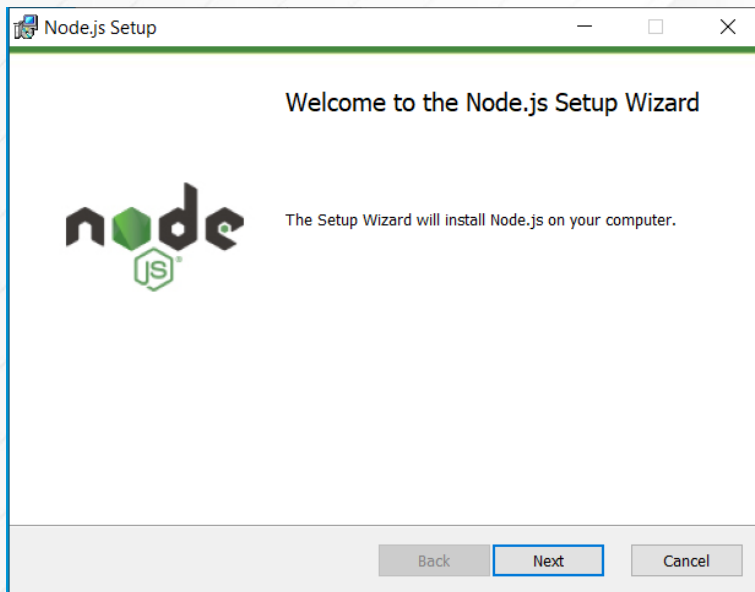 Node.js Setup
Welcome to the Node.js Setup Wizard
node
JS®
The Setup Wizard will install Node.js on your computer.
Back Next Cancel